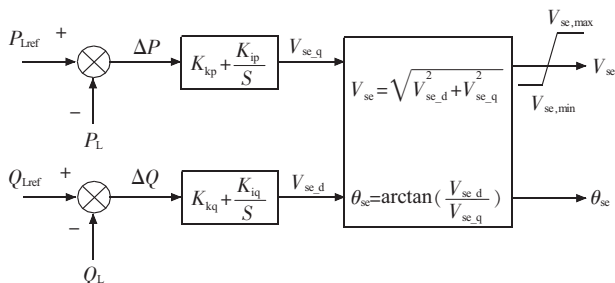 P_Lref + ΔP K_kp + K_ip/S V_se_q V_se,max
− V_se = √(V_se_d^2 + V_se_q^2) V_se
P_L V_se,min
Q_Lref + ΔQ K_kq + K_iq/S V_se_d θ_se = arctan(V_se_d/V_se_q) θ_se
−
Q_L